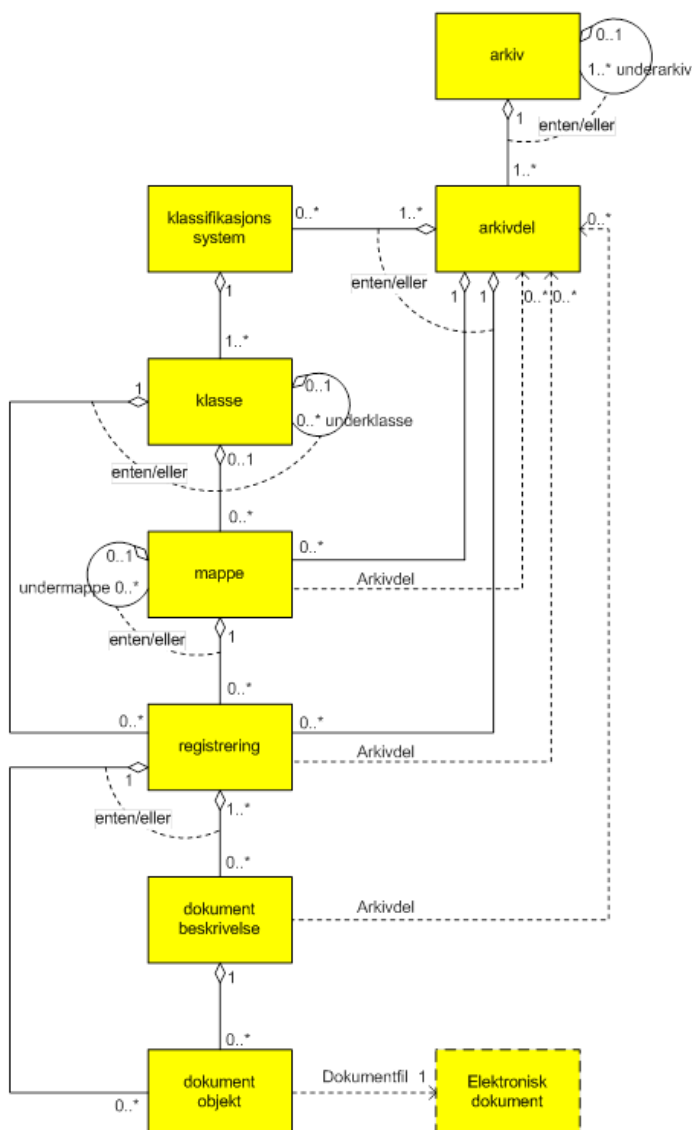 arkiv
0..1
1..* underarkiv
1
enten/eller
1..*
klassifikasjons
system
0..*
1..*
arkivdel
0..*
1
enten/eller
1
1
0..*
0..*
1..*
1
klasse
0..1
0..* underklasse
enten/eller
0..1
0..*
0..*
0..1
mappe
Arkivdel
undermappe 0..*
enten/eller
1
0..*
0..*
0..*
registrering
Arkivdel
1
1..*
enten/eller
0..*
dokument
beskrivelse
Arkivdel
1
0..*
dokument
objekt
Dokumentfil 1
Elektronisk
dokument
0..*